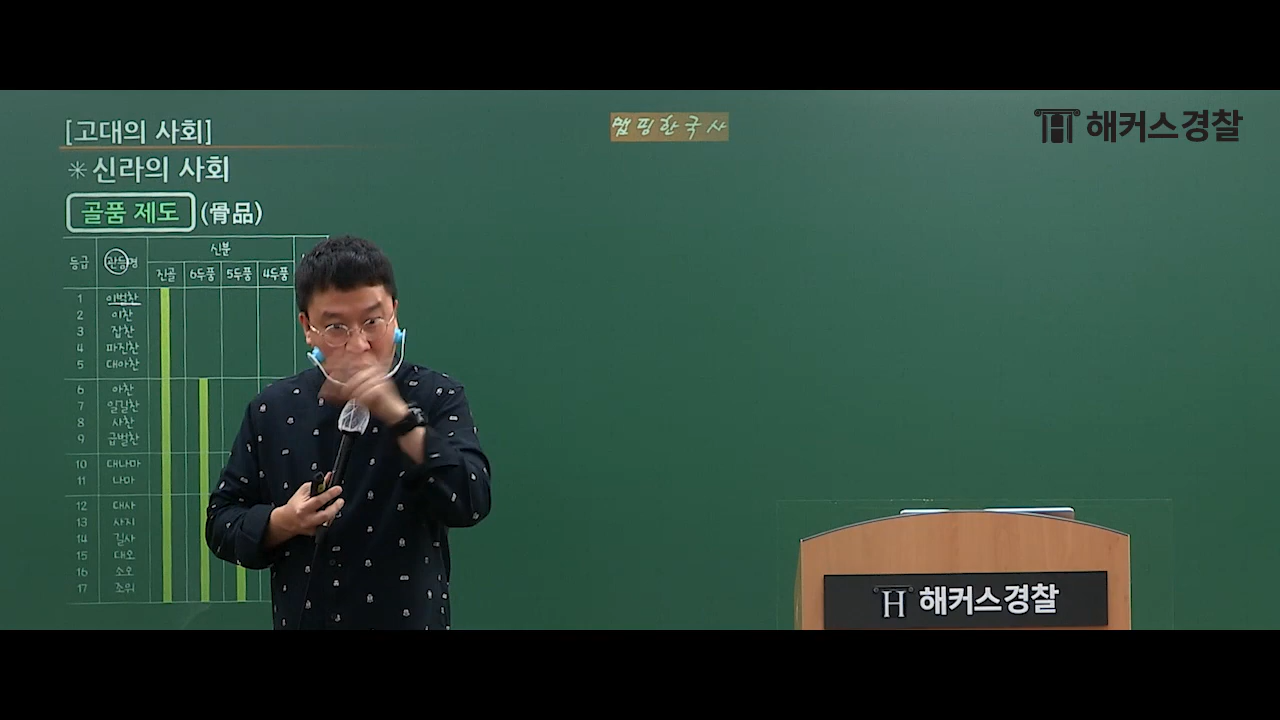 [고대의 사회]
맵핑한국사
해커스경찰
✳신라의 사회
골품 제도 (骨品)
등급 관등명 신분
진골 6두품 5두품 4두품
1 이벌찬
2 이찬
3 잡찬
4 파진찬
5 대아찬
6 아찬
7 일길찬
8 사찬
9 급벌찬
10 대나마
11 나마
12 대사
13 사지
14 길사
15 대오
16 소오
17 조위
해커스경찰